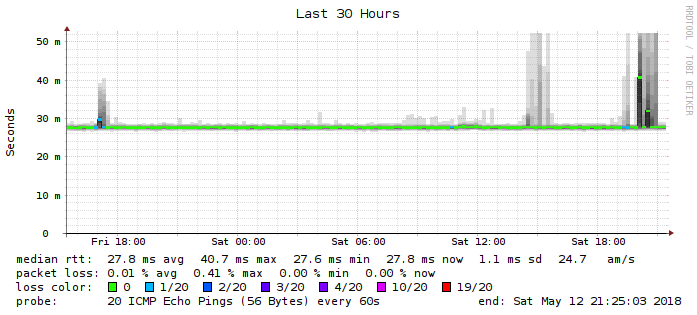 Last 30 Hours
RRDTOOL / TOBI OETIKER
Seconds
50 m
40 m
30 m
20 m
10 m
0
Fri 18:00 Sat 00:00 Sat 06:00 Sat 12:00 Sat 18:00
median rtt: 27.8 ms avg 40.7 ms max 27.6 ms min 27.8 ms now 1.1 ms sd 24.7 am/s
packet loss: 0.01 % avg 0.41 % max 0.00 % min 0.00 % now
loss color: 0 1/20 2/20 3/20 4/20 10/20 19/20
probe: 20 ICMP Echo Pings (56 Bytes) every 60s end: Sat May 12 21:25:03 2018